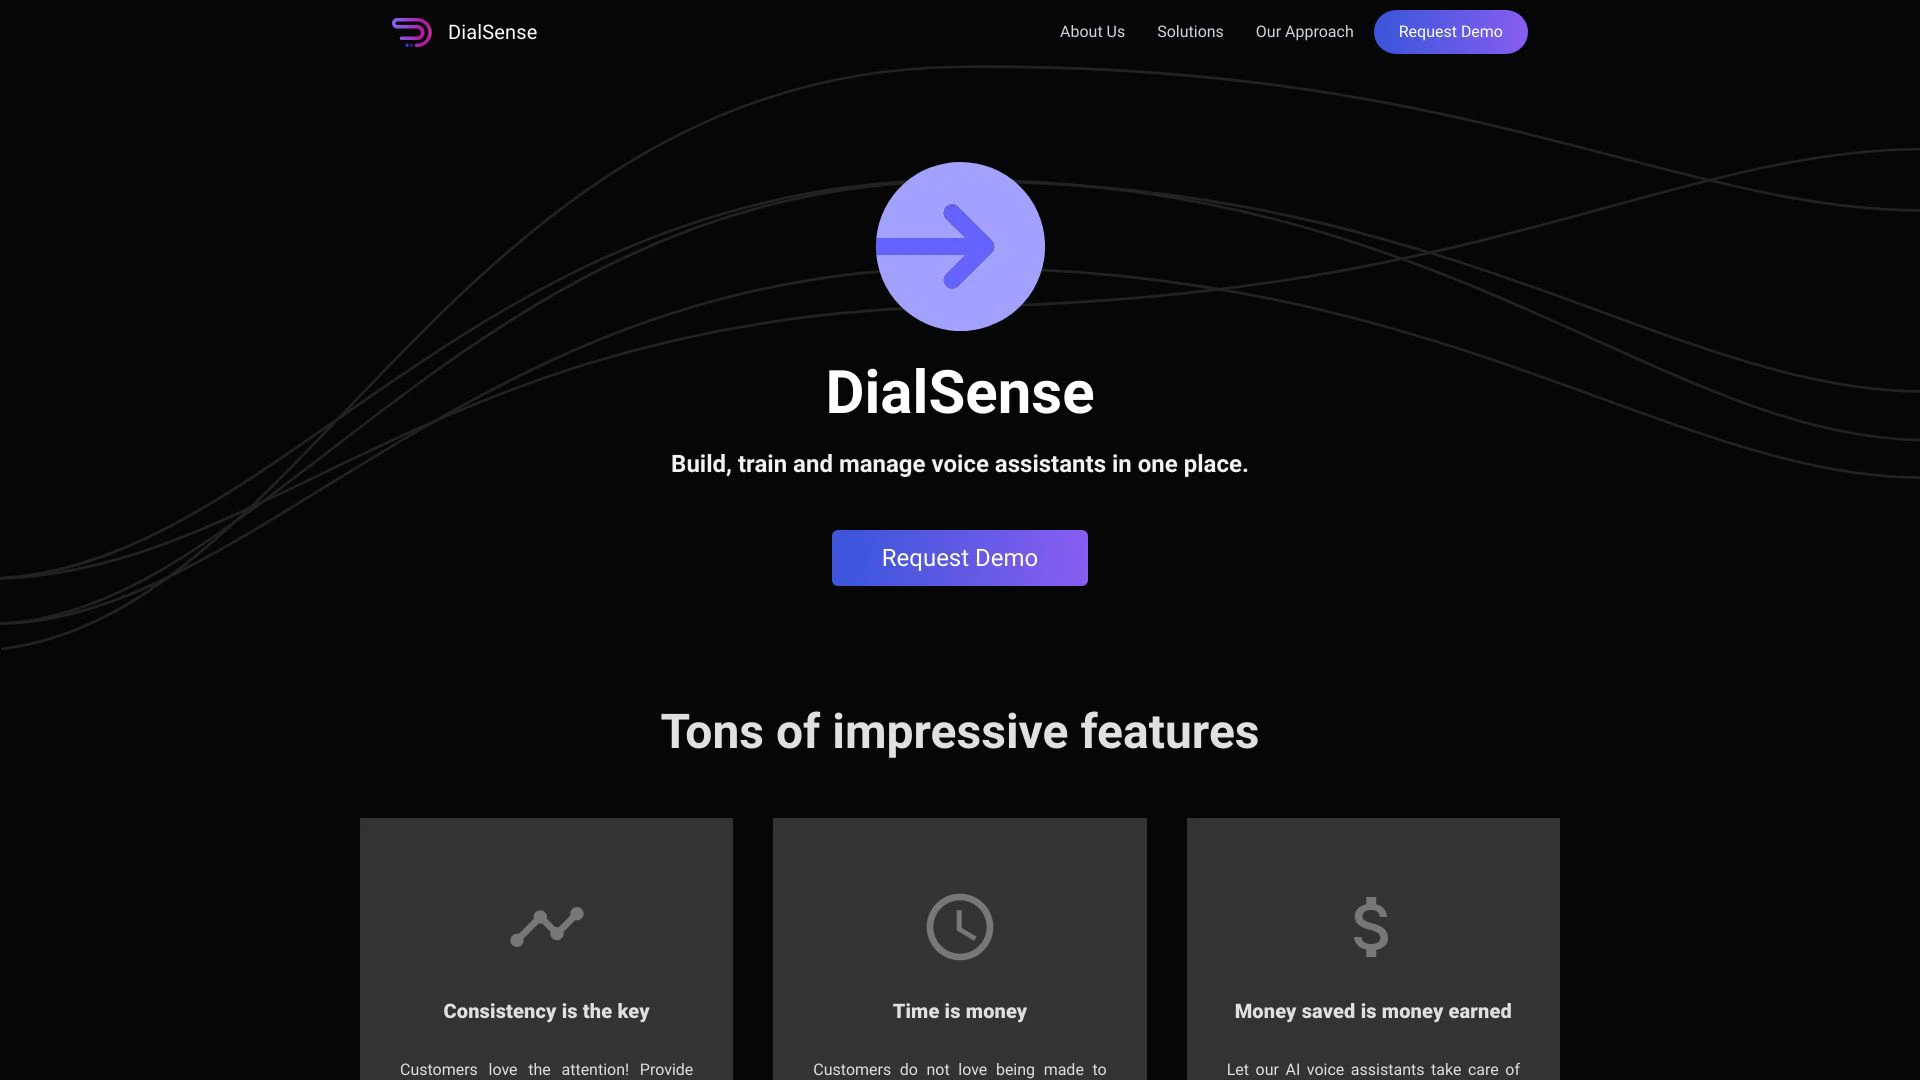 DialSense
About Us
Solutions
Our Approach
Request Demo
DialSense
Build, train and manage voice assistants in one place.
Request Demo
Tons of impressive features
Consistency is the key
Customers love the attention! Provide
Time is money
Customers do not love being made to
Money saved is money earned
Let our AI voice assistants take care of